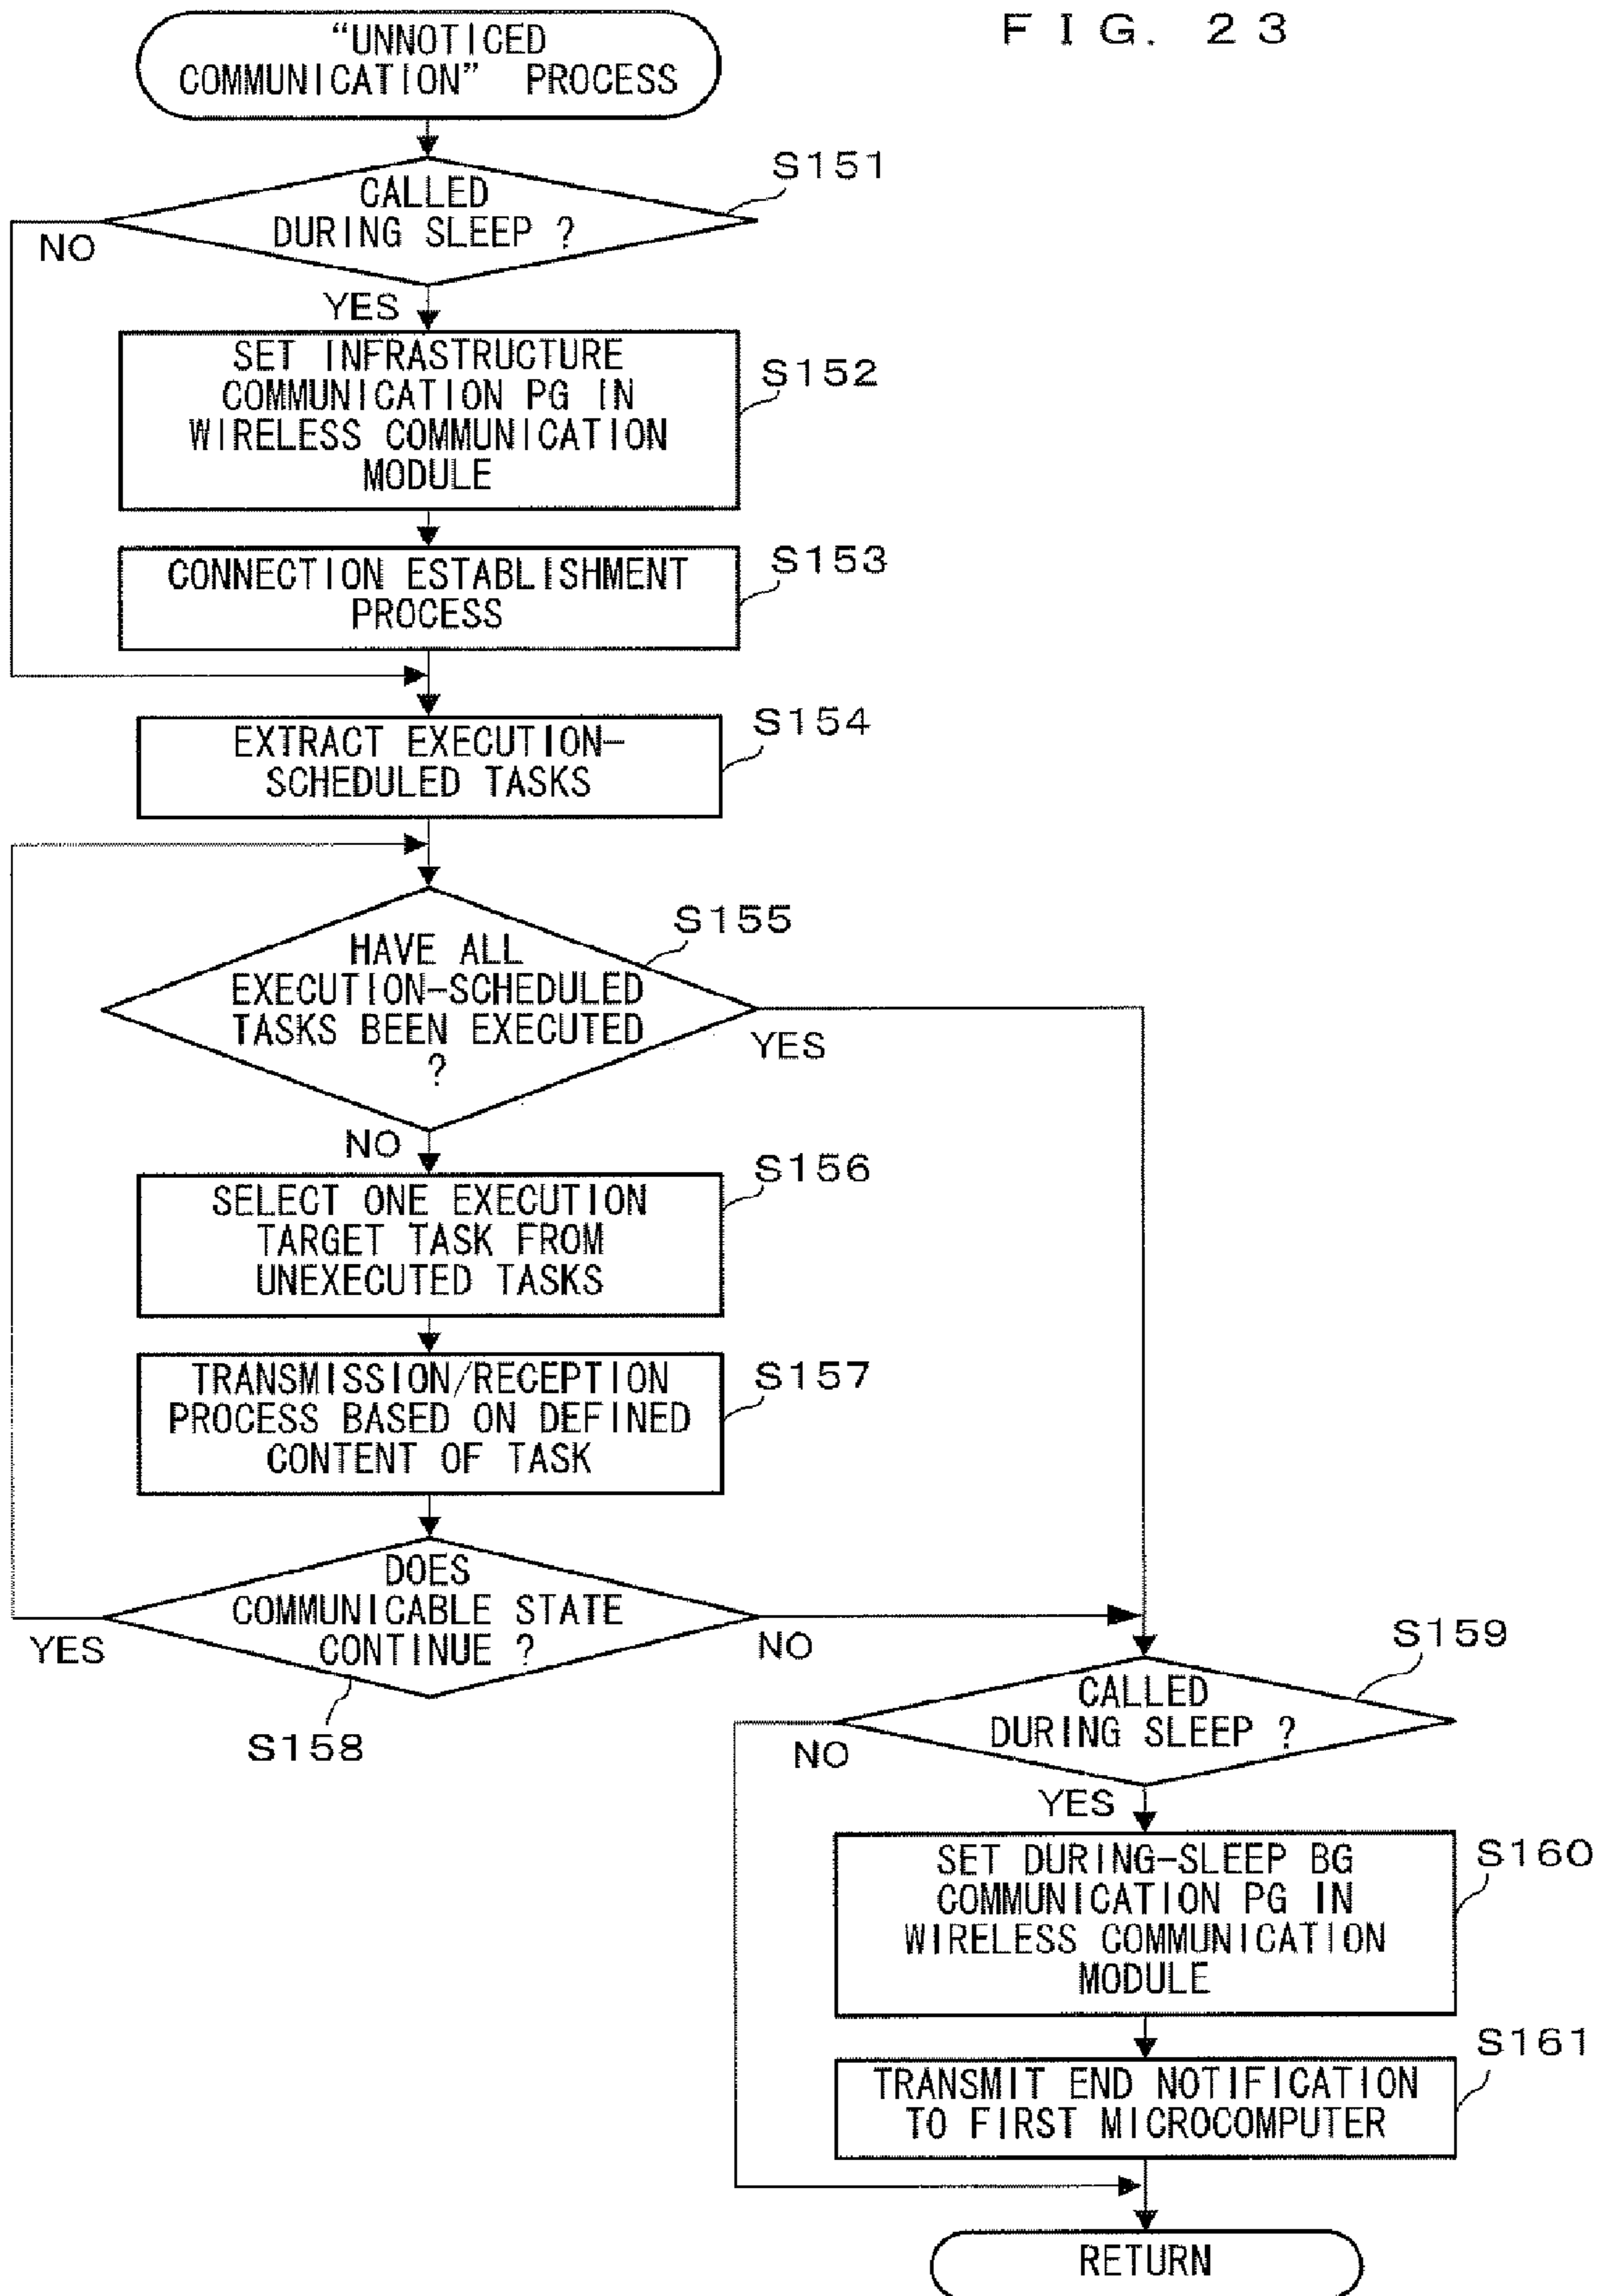 FIG. 23
“UNNOTICED
COMMUNICATION” PROCESS
S151
CALLED
DURING SLEEP ?
NO
YES
S152
SET INFRASTRUCTURE
COMMUNICATION PG IN
WIRELESS COMMUNICATION
MODULE
S153
CONNECTION ESTABLISHMENT
PROCESS
S154
EXTRACT EXECUTION-
SCHEDULED TASKS
S155
HAVE ALL
EXECUTION-SCHEDULED
TASKS BEEN EXECUTED
?
YES
NO
S156
SELECT ONE EXECUTION
TARGET TASK FROM
UNEXECUTED TASKS
S157
TRANSMISSION/RECEPTION
PROCESS BASED ON DEFINED
CONTENT OF TASK
DOES
COMMUNICABLE STATE
CONTINUE ?
YES
NO
S158
S159
CALLED
DURING SLEEP ?
NO
YES
S160
SET DURING-SLEEP BG
COMMUNICATION PG IN
WIRELESS COMMUNICATION
MODULE
S161
TRANSMIT END NOTIFICATION
TO FIRST MICROCOMPUTER
RETURN